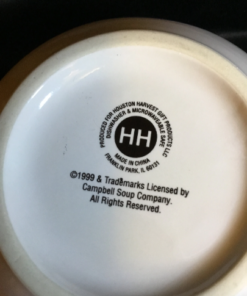 PRODUCED FOR HOUSTON HARVEST GIFT PRODUCTS LLC
DISHWASHER & MICROWAVABLE SAFE
HH
MADE IN CHINA
FRANKLIN PARK, IL 60131
©1999 & Trademarks Licensed by
Campbell Soup Company.
All Rights Reserved.